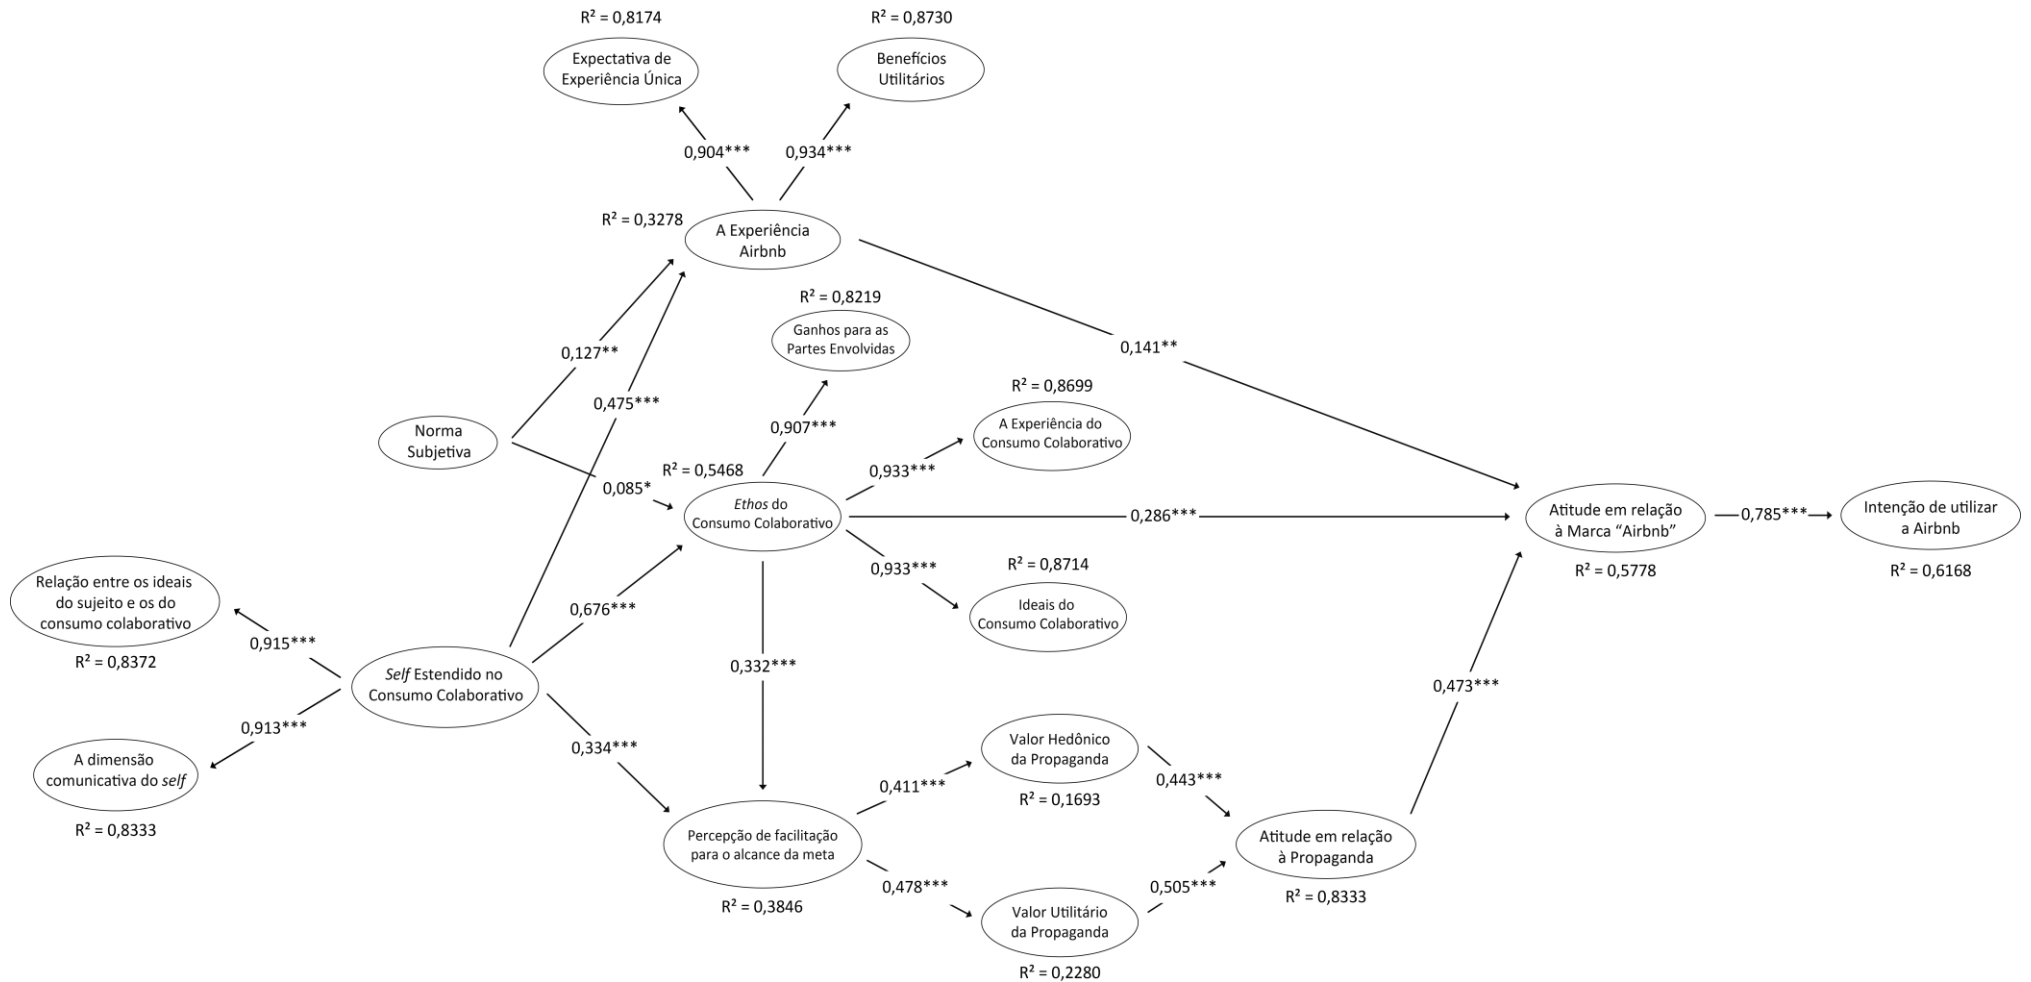 R² = 0,8174
R² = 0,8730
Expectativa de
Experiência Única
Benefícios
Utilitários
0,904***
0,934***
R² = 0,3278
A Experiência
Airbnb
R² = 0,8219
Ganhos para as
Partes Envolvidas
0,127**
0,141**
R² = 0,8699
0,475***
A Experiência do
Consumo Colaborativo
0,907***
Norma
Subjetiva
R² = 0,5468
0,933***
0,085*
Ethos do
Consumo Colaborativo
0,286***
Atitude em relação
à Marca “Airbnb”
0,785***
Intenção de utilizar
a Airbnb
R² = 0,5778
R² = 0,6168
0,933***
R² = 0,8714
Ideais do
Consumo Colaborativo
Relação entre os ideais
do sujeito e os do
consumo colaborativo
0,676***
0,915***
R² = 0,8372
0,332***
Self Estendido no
Consumo Colaborativo
0,473***
0,913***
0,334***
A dimensão
comunicativa do self
R² = 0,8333
Valor Hedônico
da Propaganda
0,411***
R² = 0,1693
0,443***
Percepção de facilitação
para o alcance da meta
Atitude em relação
à Propaganda
0,478***
0,505***
R² = 0,3846
R² = 0,8333
Valor Utilitário
da Propaganda
R² = 0,2280